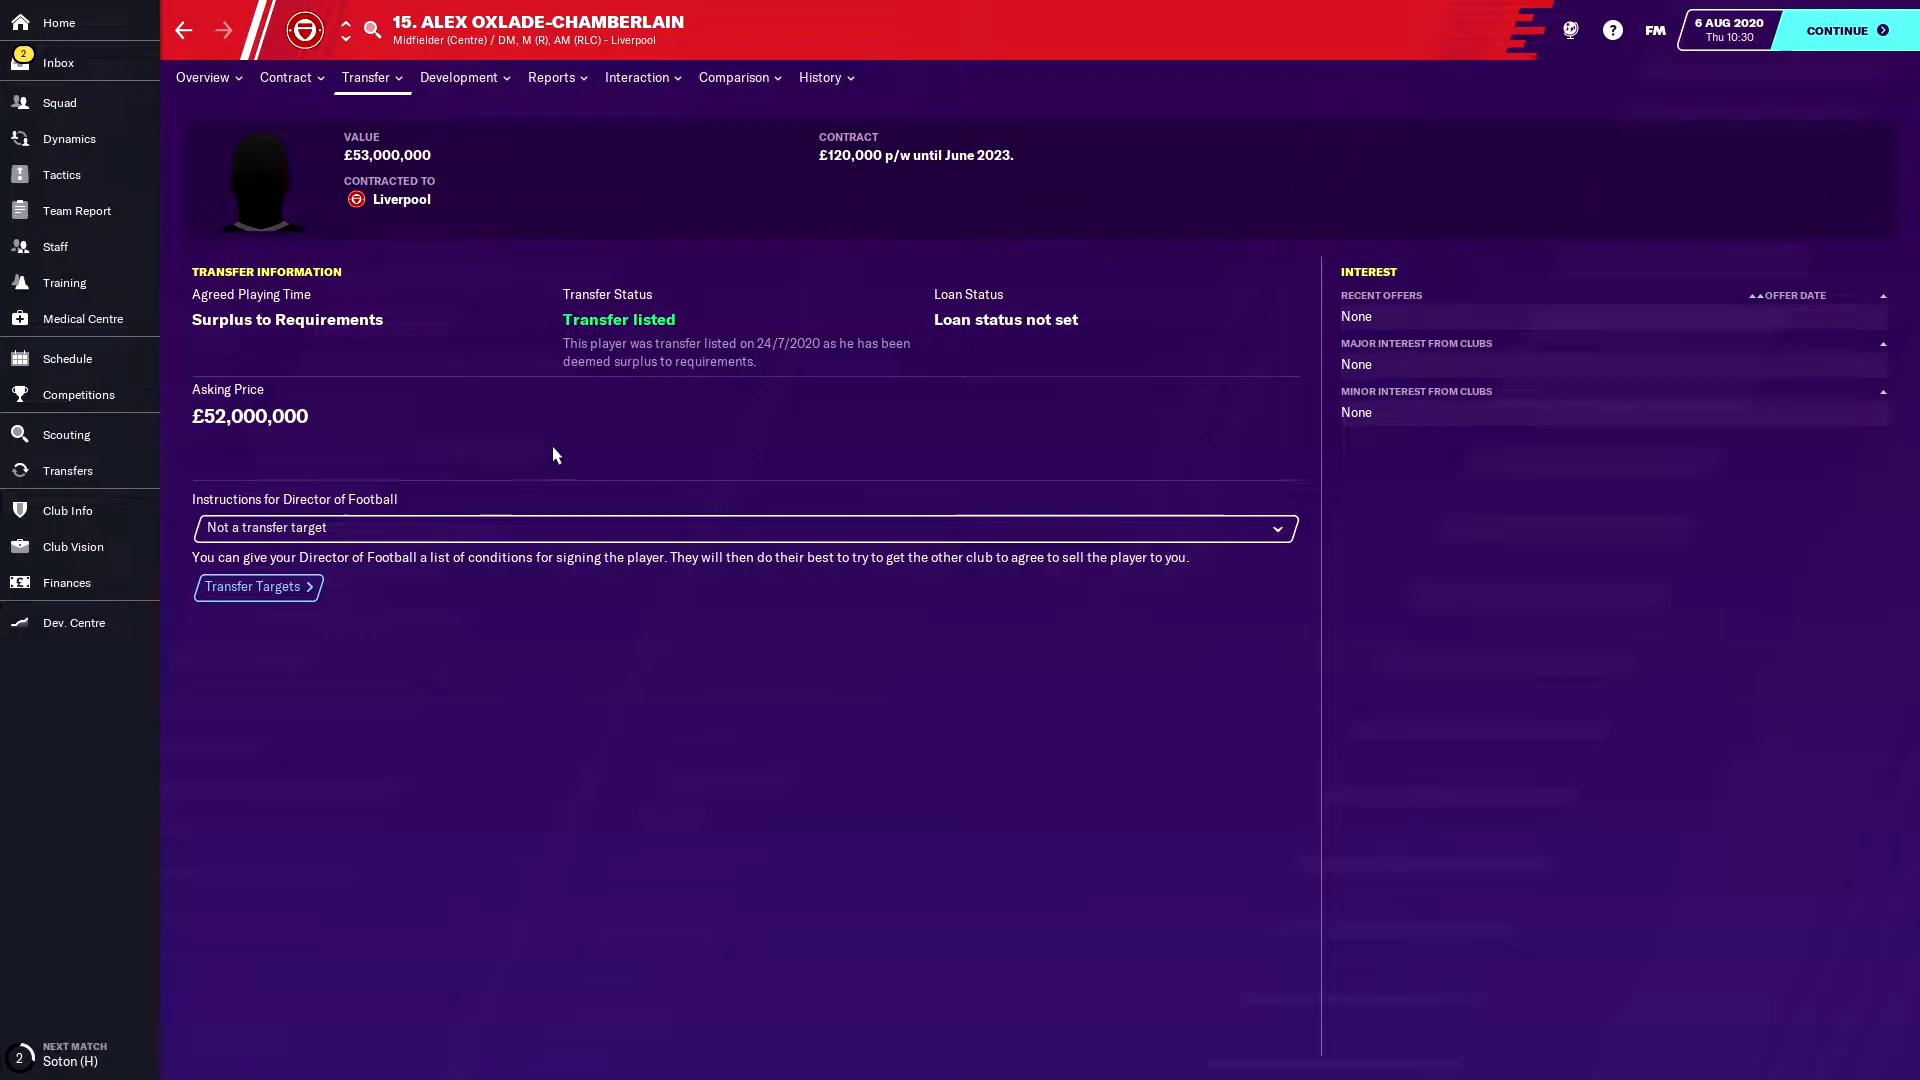 Home
2
Inbox
Squad
Dynamics
Tactics
Team Report
Staff
Training
Medical Centre
Schedule
Competitions
Scouting
Transfers
Club Info
Club Vision
Finances
Dev. Centre
2
NEXT MATCH
Soton (H)
15. ALEX OXLADE-CHAMBERLAIN
Midfielder (Centre) / DM, M (R), AM (RLC) - Liverpool
?
FM
6 AUG 2020
Thu 10:30
CONTINUE
Overview
Contract
Transfer
Development
Reports
Interaction
Comparison
History
VALUE
£53,000,000
CONTRACTED TO
Liverpool
CONTRACT
£120,000 p/w until June 2023.
TRANSFER INFORMATION
Agreed Playing Time
Surplus to Requirements
Transfer Status
Transfer listed
This player was transfer listed on 24/7/2020 as he has been
deemed surplus to requirements.
Loan Status
Loan status not set
Asking Price
£52,000,000
Instructions for Director of Football
Not a transfer target
You can give your Director of Football a list of conditions for signing the player. They will then do their best to try to get the other club to agree to sell the player to you.
Transfer Targets
INTEREST
RECENT OFFERS
OFFER DATE
None
MAJOR INTEREST FROM CLUBS
None
MINOR INTEREST FROM CLUBS
None